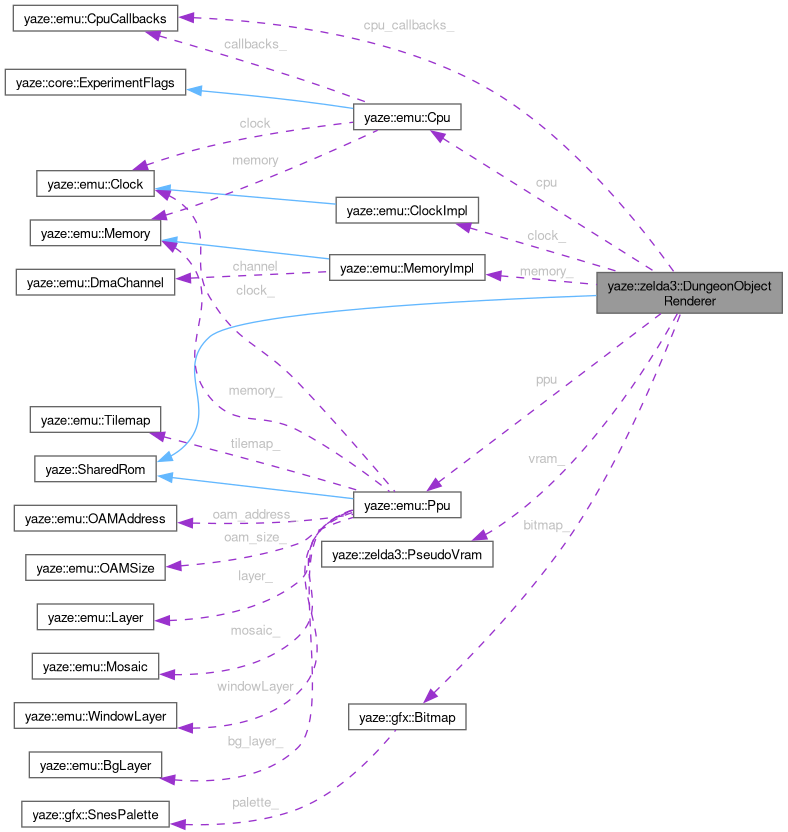 yaze::emu::CpuCallbacks
cpu_callbacks_
callbacks_
yaze::core::ExperimentFlags
yaze::emu::Cpu
clock
memory
yaze::emu::Clock
cpu
yaze::emu::ClockImpl
yaze::emu::Memory
clock_
yaze::emu::MemoryImpl
channel
memory_
yaze::emu::DmaChannel
clock_
yaze::zelda3::DungeonObject
Renderer
ppu
memory_
yaze::emu::Tilemap
tilemap_
vram_
yaze::SharedRom
yaze::emu::Ppu
oam_address
yaze::emu::OAMAddress
bitmap_
oam_size_
yaze::zelda3::PseudoVram
yaze::emu::OAMSize
layer_
yaze::emu::Layer
mosaic_
yaze::emu::Mosaic
windowLayer
yaze::emu::WindowLayer
yaze::gfx::Bitmap
bg_layer_
yaze::emu::BgLayer
palette_
yaze::gfx::SnesPalette